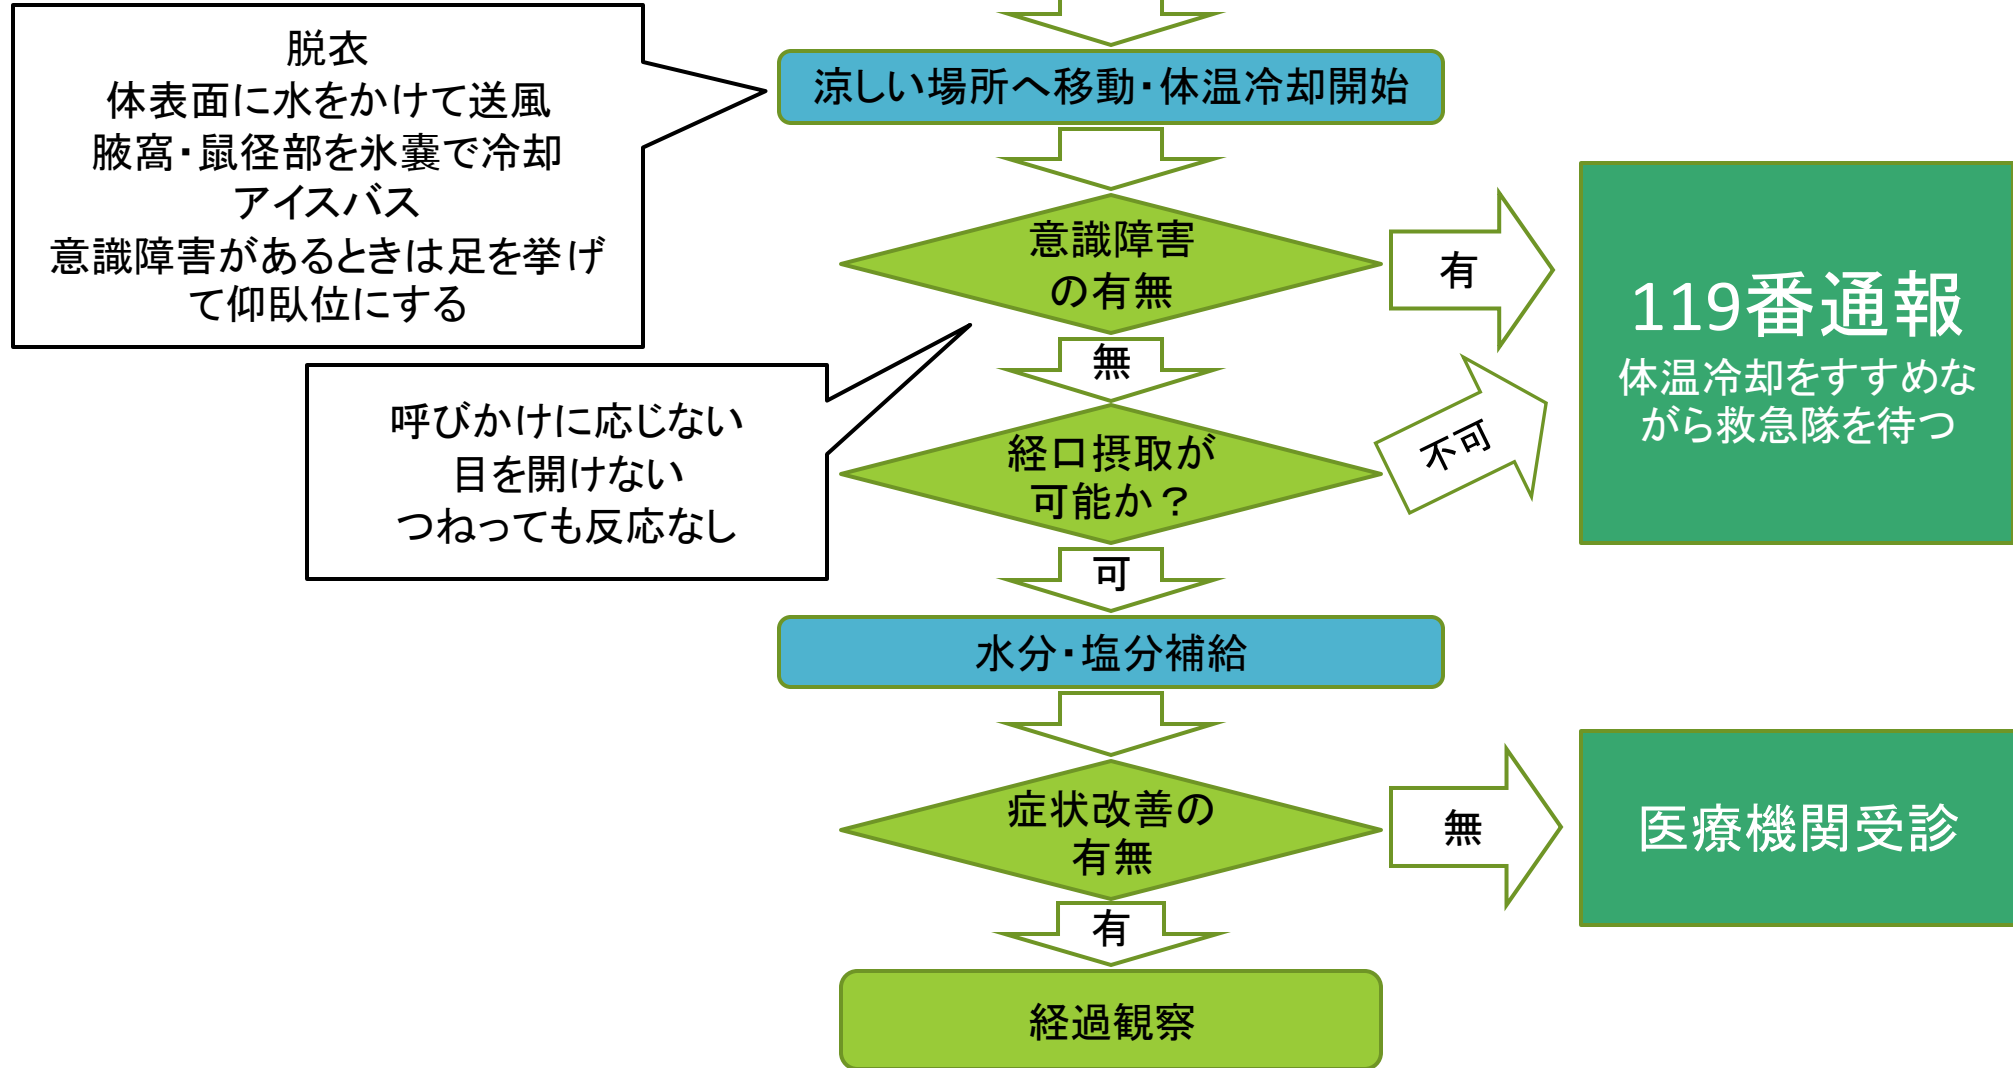 脱衣
体表面に水をかけて送風
腋窩・鼠径部を氷嚢で冷却
アイスバス
意識障害があるときは足を挙げ
て仰臥位にする
涼しい場所へ移動・体温冷却開始
意識障害
の有無
有
119番通報
体温冷却をすすめな
がら救急隊を待つ
無
呼びかけに応じない
目を開けない
つねっても反応なし
経口摂取が
可能か？
不可
可
水分・塩分補給
症状改善の
有無
無
医療機関受診
有
経過観察